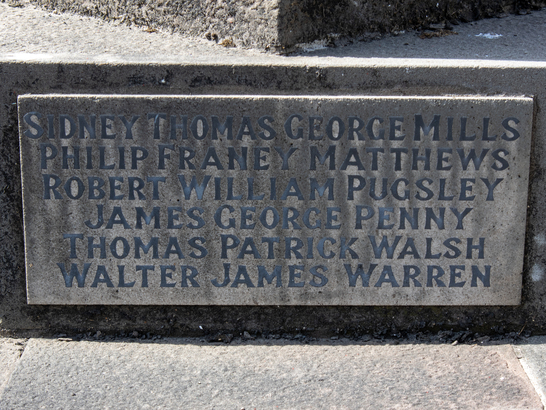 SIDNEY THOMAS GEORGE MILLS
PHILIP FRANEY MATTHEWS
ROBERT WILLIAM PUGSLEY
JAMES GEORGE PENNY
THOMAS PATRICK WALSH
WALTER JAMES WARREN